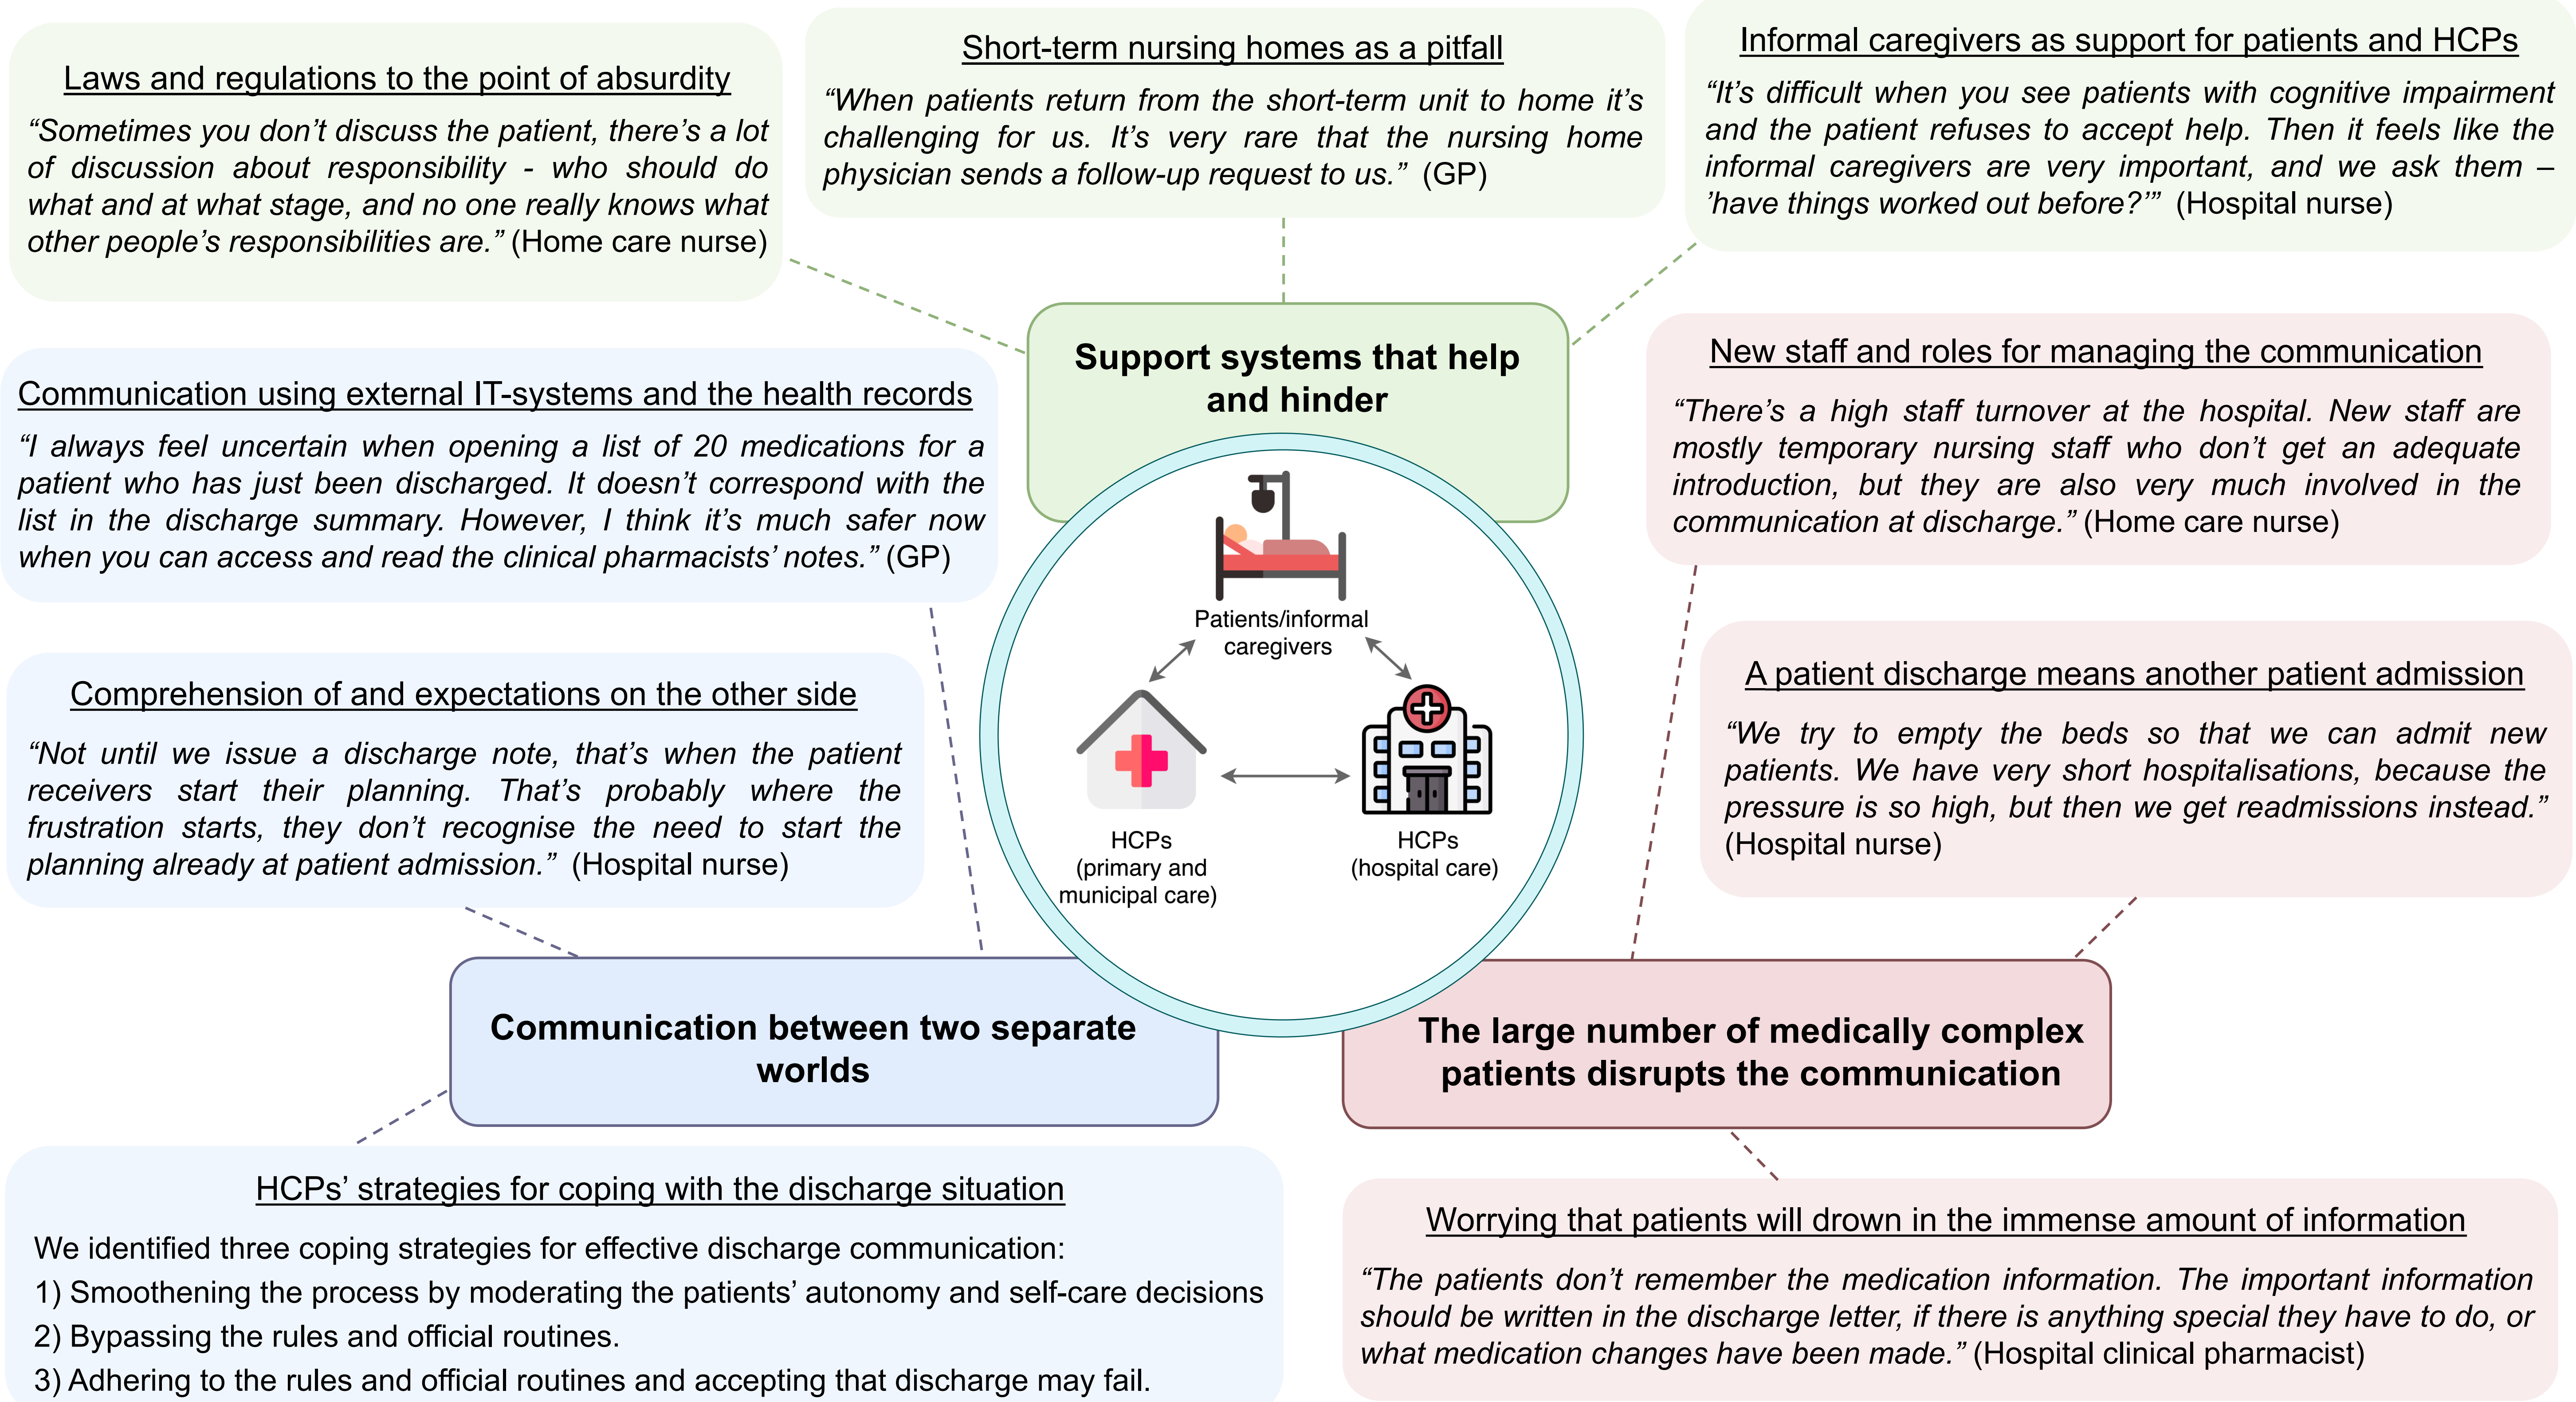 Laws and regulations to the point of absurdity
“Sometimes you don’t discuss the patient, there’s a lot
of discussion about responsibility - who should do
what and at what stage, and no one really knows what
other people’s responsibilities are.” (Home care nurse)
Short-term nursing homes as a pitfall
“When patients return from the short-term unit to home it’s
challenging for us. It’s very rare that the nursing home
physician sends a follow-up request to us.” (GP)
Informal caregivers as support for patients and HCPs
“It’s difficult when you see patients with cognitive impairment
and the patient refuses to accept help. Then it feels like the
informal caregivers are very important, and we ask them –
’have things worked out before?’” (Hospital nurse)
Support systems that help
and hinder
Communication using external IT-systems and the health records
“I always feel uncertain when opening a list of 20 medications for a
patient who has just been discharged. It doesn’t correspond with the
list in the discharge summary. However, I think it’s much safer now
when you can access and read the clinical pharmacists’ notes.” (GP)
New staff and roles for managing the communication
“There’s a high staff turnover at the hospital. New staff are
mostly temporary nursing staff who don’t get an adequate
introduction, but they are also very much involved in the
communication at discharge.” (Home care nurse)
Patients/informal
caregivers
HCPs
(primary and
municipal care)
HCPs
(hospital care)
Comprehension of and expectations on the other side
“Not until we issue a discharge note, that’s when the patient
receivers start their planning. That’s probably where the
frustration starts, they don’t recognise the need to start the
planning already at patient admission.” (Hospital nurse)
A patient discharge means another patient admission
“We try to empty the beds so that we can admit new
patients. We have very short hospitalisations, because the
pressure is so high, but then we get readmissions instead.”
(Hospital nurse)
Communication between two separate
worlds
The large number of medically complex
patients disrupts the communication
HCPs’ strategies for coping with the discharge situation
We identified three coping strategies for effective discharge communication:
1) Smoothening the process by moderating the patients’ autonomy and self-care decisions
2) Bypassing the rules and official routines.
3) Adhering to the rules and official routines and accepting that discharge may fail.
Worrying that patients will drown in the immense amount of information
“The patients don’t remember the medication information. The important information
should be written in the discharge letter, if there is anything special they have to do, or
what medication changes have been made.” (Hospital clinical pharmacist)